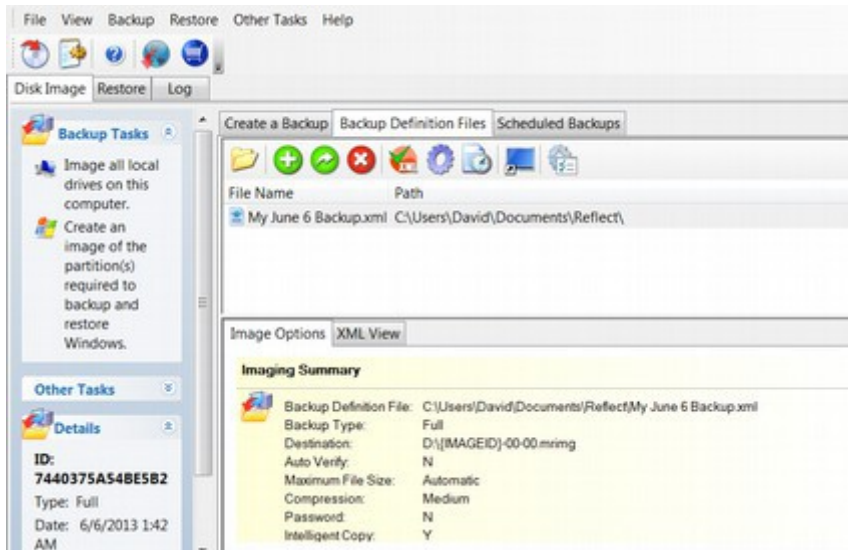 File View Backup Restore Other Tasks Help
Disk Image Restore Log
Backup Tasks
Image all local
drives on this
computer.
Create an
image of the
partition(s)
required to
backup and
restore
Windows.
Other Tasks
Details
ID:
7440375A54BE5B2
Type: Full
Date: 6/6/2013 1:42
AM
Create a Backup Backup Definition Files Scheduled Backups
File Name Path
My June 6 Backup.xml C:\Users\David\Documents\Reflect\
Image Options XML View
Imaging Summary
Backup Definition File: C:\Users\David\Documents\Reflect\My June 6 Backup.xml
Backup Type: Full
Destination: D:\{IMAGEID}-00-00.mrimg
Auto Verify: N
Maximum File Size: Automatic
Compression: Medium
Password: N
Intelligent Copy: Y